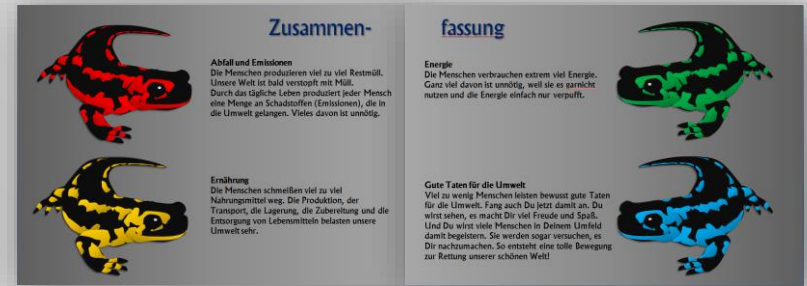 Zusammen-
Abfall und Emissionen
Die Menschen produzieren viel zu viel Restmüll.
Unsere Welt ist bald verstopft mit Müll.
Durch das tägliche Leben produziert jeder Mensch
eine Menge an Schadstoffen (Emissionen), die in
die Umwelt gelangen. Vieles davon ist unnötig.
Ernährung
Die Menschen schmeißen viel zu viel
Nahrungsmittel weg. Die Produktion, der
Transport, die Lagerung, die Zubereitung und die
Entsorgung von Lebensmitteln belasten unsere
Umwelt sehr.
fassung
Energie
Die Menschen verbrauchen extrem viel Energie.
Ganz viel davon ist unnötig, weil sie es garnicht
nutzen und die Energie einfach nur verpufft.
Gute Taten für die Umwelt
Viel zu wenig Menschen leisten bewusst gute Taten
für die Umwelt. Fang auch Du jetzt damit an. Du
wirst sehen, es macht Dir viel Freude und Spaß.
Und Du wirst viele Menschen in Deinem Umfeld
damit begeistern. Sie werden sogar versuchen, es
Dir nachzumachen. So entsteht eine tolle Bewegung
zur Rettung unserer schönen Welt!